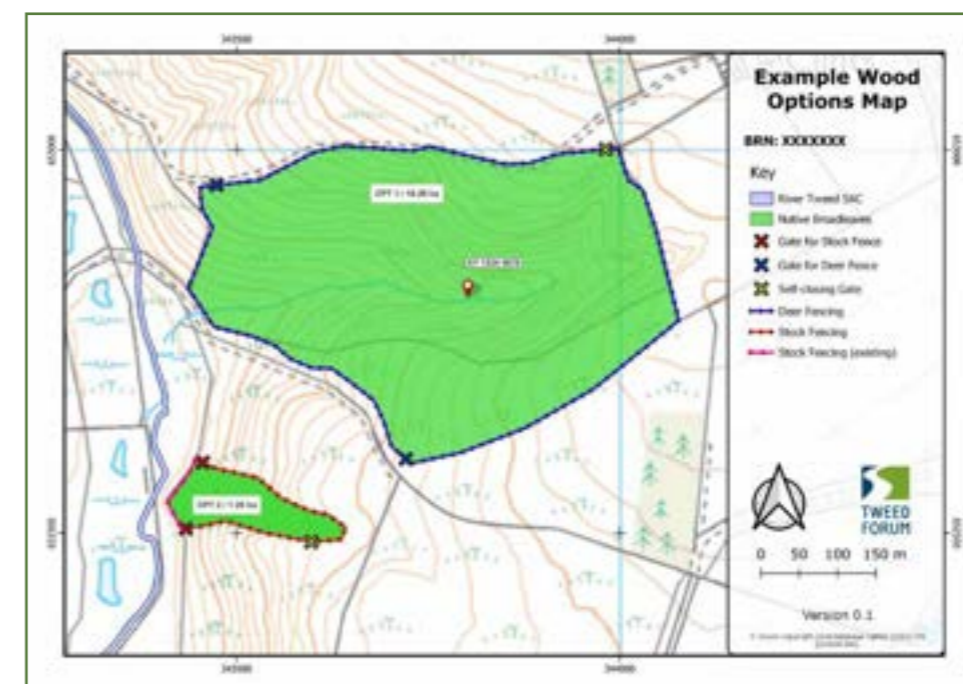 343500
344000
Example Wood
Options Map
BRN: XXXXXXX
Key
River Tweed SAC
Native Broadleaves
Gate for Stock Fence
Gate for Deer Fence
Self-closing Gate
Deer Fencing
Stock Fencing
Stock Fencing (existing)
TWEED
FORUM
0 50 100 150 m
Version 0.1
343500
344000